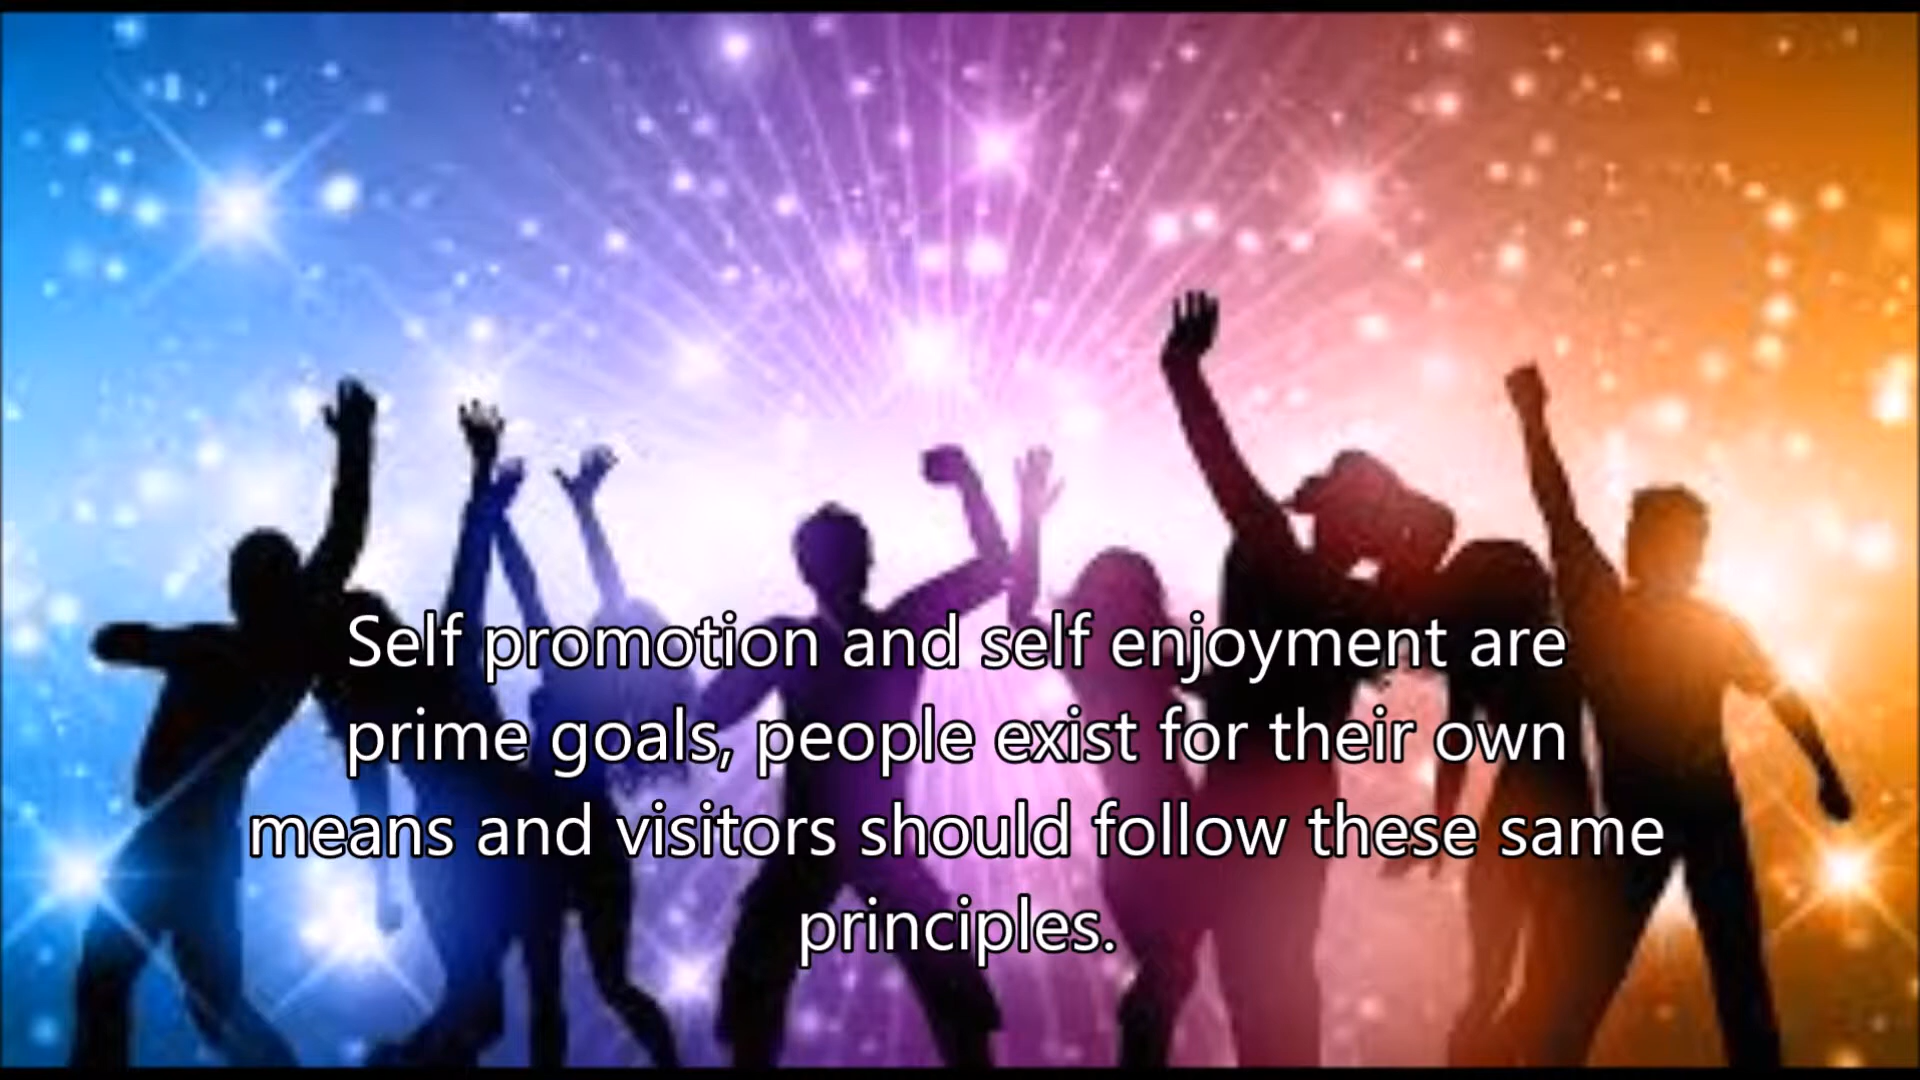 Self promotion and self enjoyment are
prime goals, people exist for their own
means and visitors should follow these same
principles.